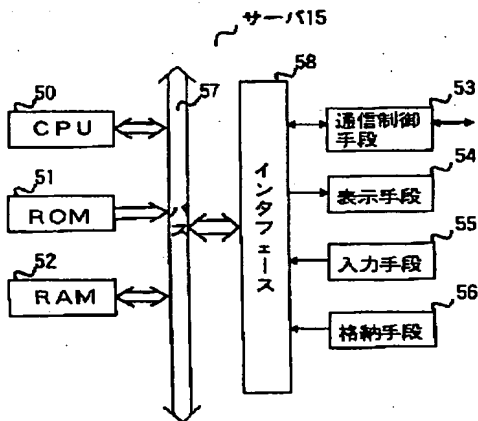 サーバ15
58
57
50
CPU
53
通信制御
手段
54
表示手段
51
ROM
バス
インタフェース
55
入力手段
52
RAM
56
格納手段